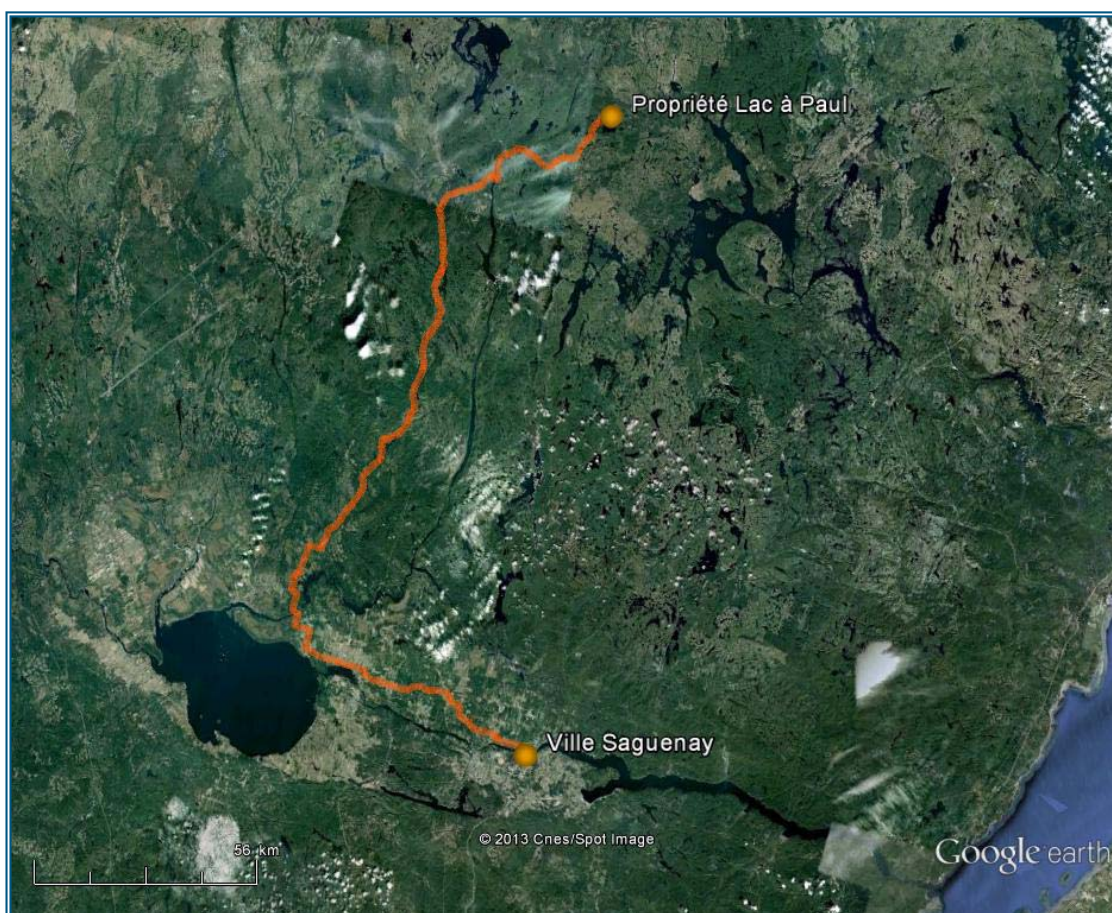 Propriété Lac à Paul
Ville Saguenay
© 2013 Cnes/Spot Image
56 km
Google earth